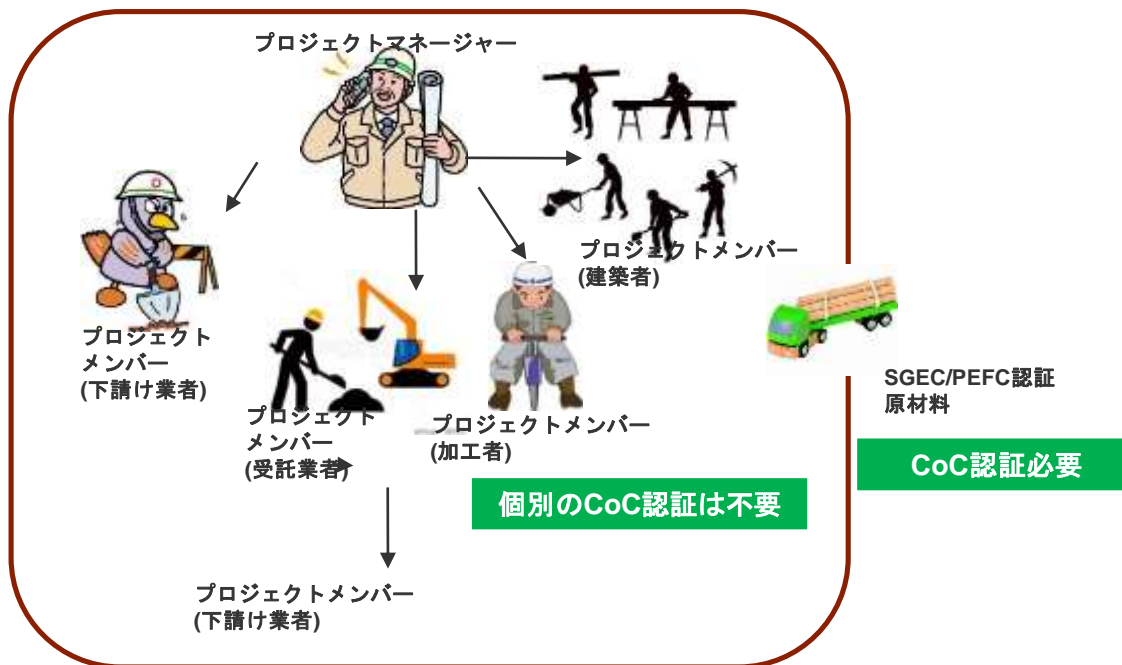 プロジェクトマネージャー
プロジェクトメンバー
(建築者)
プロジェクト
メンバー
(下請け業者)
SGEC/PEFC認証
原材料
プロジェクト
メンバー
(受託業者)
プロジェクトメンバー
(加工者)
CoC認証必要
個別のCoC認証は不要
プロジェクトメンバー
(下請け業者)